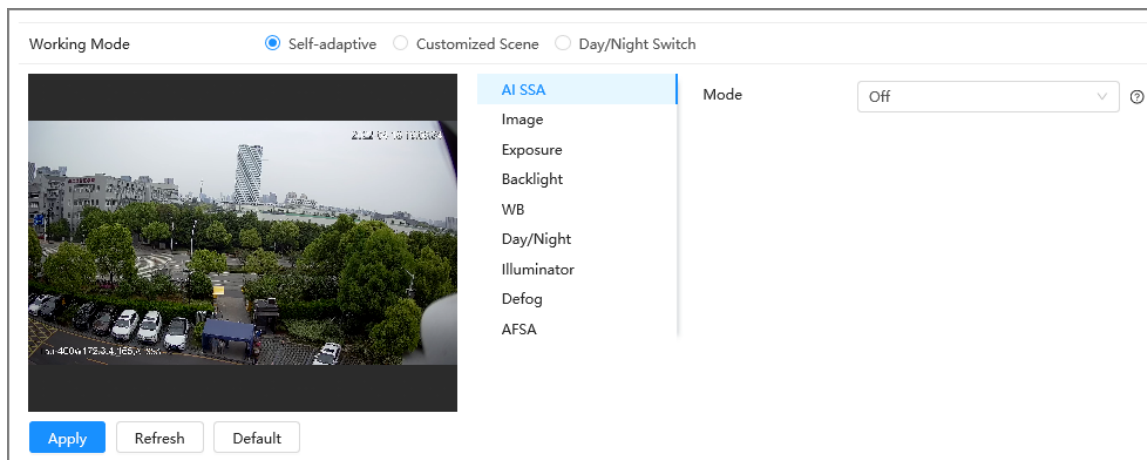 Working Mode Self-adaptive Customized Scene Day/Night Switch
AI SSA
Mode Off
Image
Exposure
Backlight
WB
Day/Night
Illuminator
Defog
AFSA
Apply Refresh Default